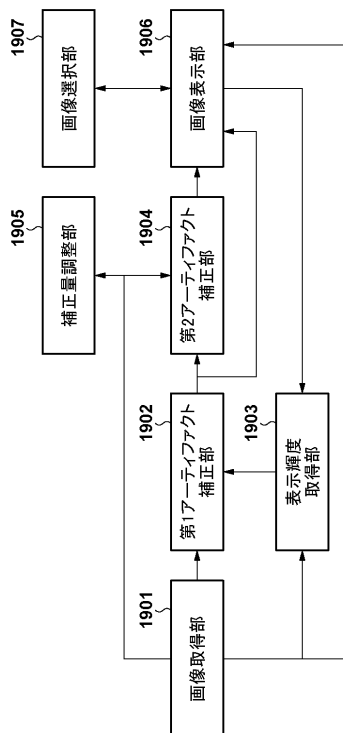 1901
画像取得部
1902
第1アーティファクト
補正部
1903
表示輝度
取得部
1904
第2アーティファクト
補正部
1905
補正量調整部
1906
画像表示部
1907
画像選択部